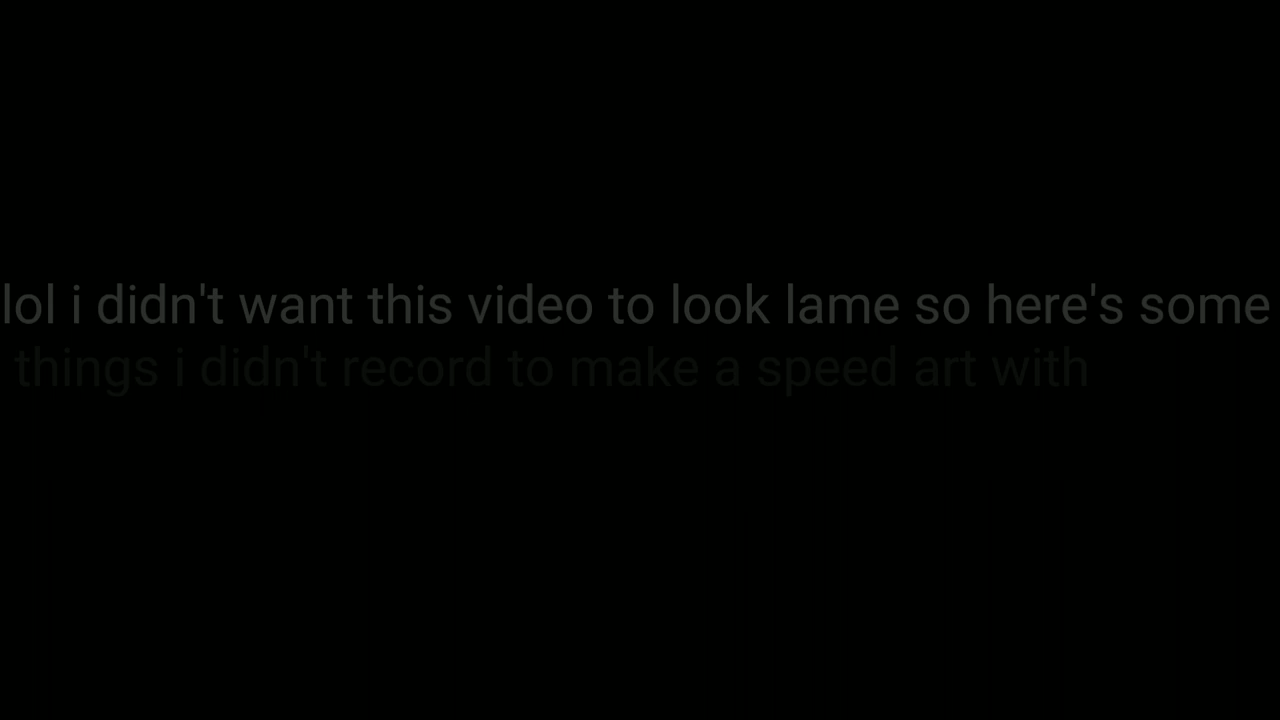 lol i didn't want this video to look lame so here's some
things i didn't record to make a speed art with